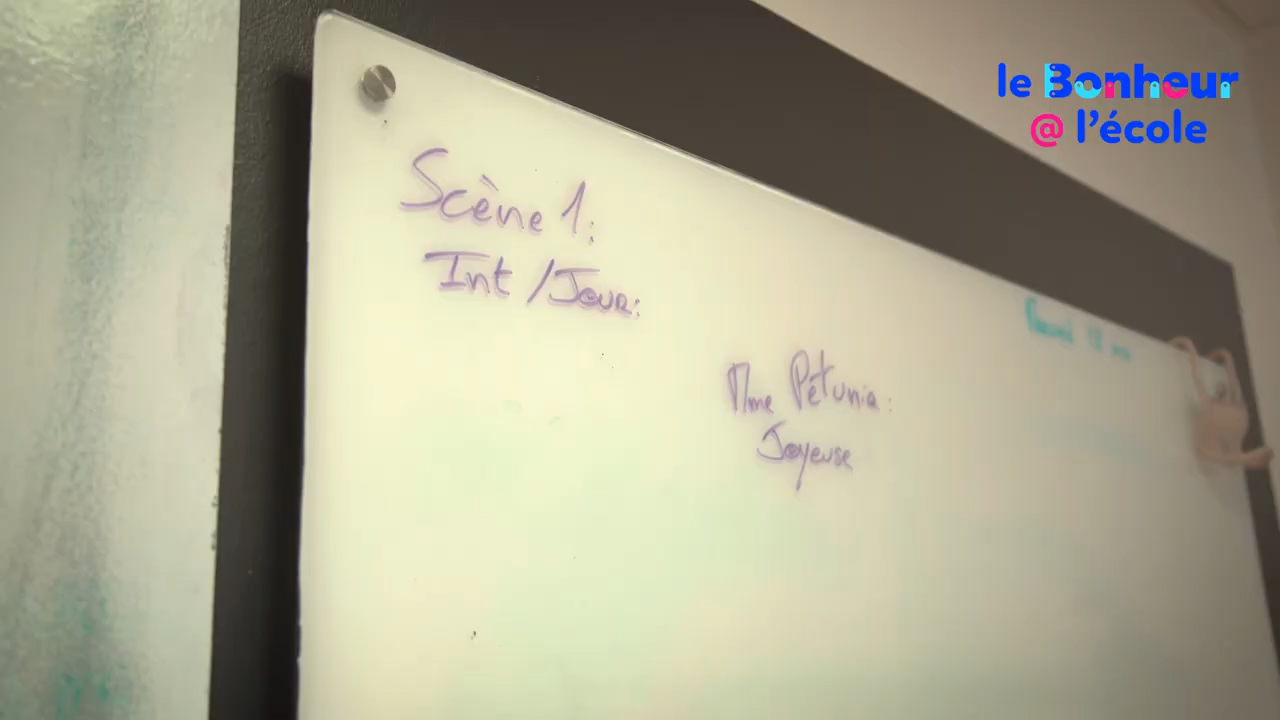 le Bonheur
@ l'école
Scène 1:
Int / Jour:
Mme Pétunia:
Joyeuse